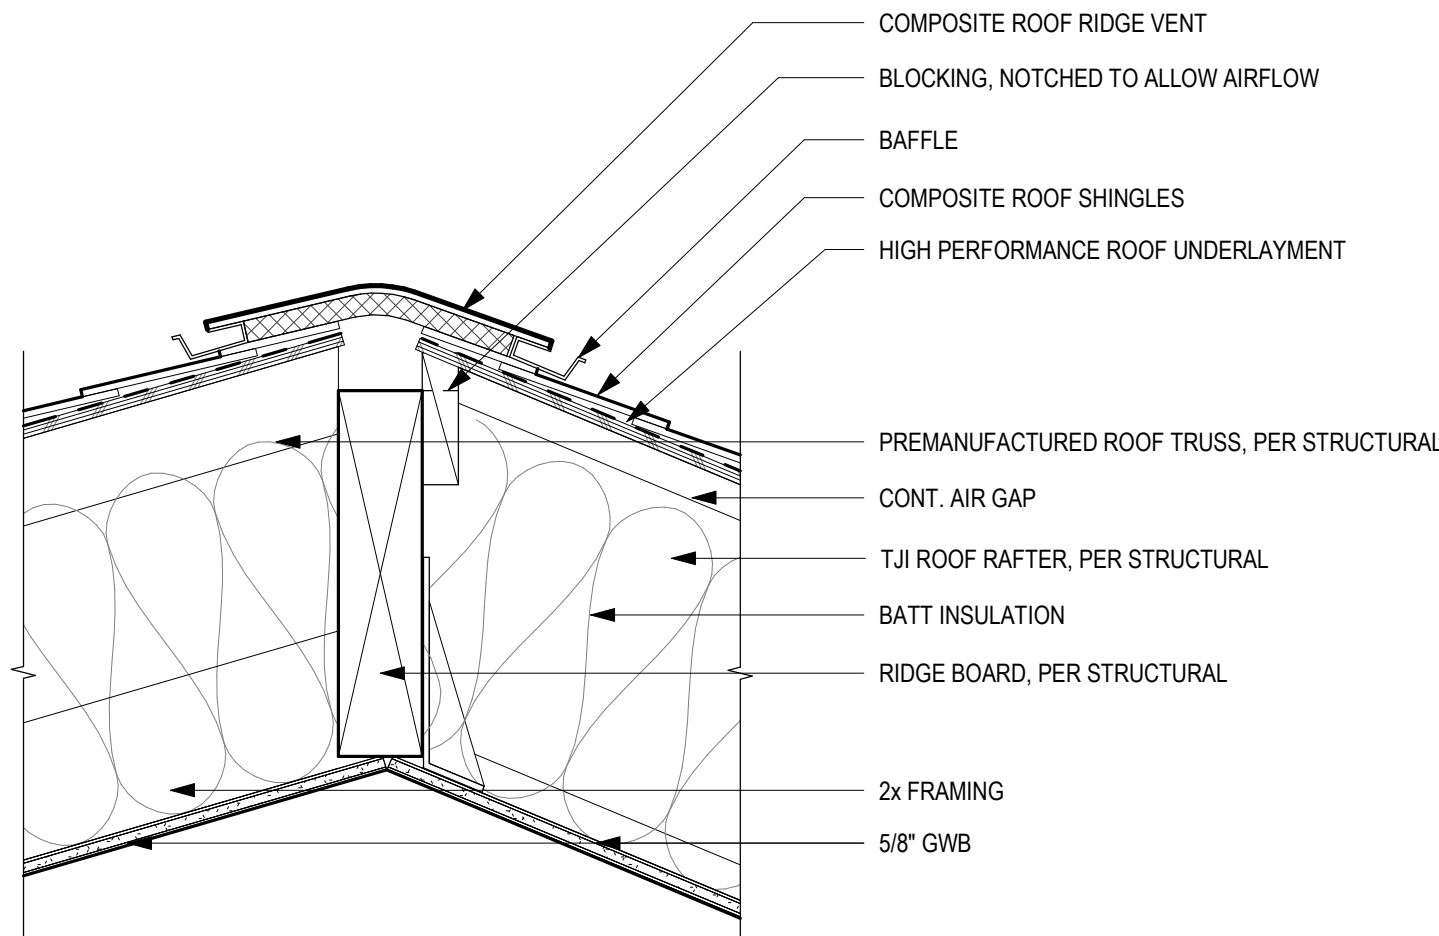 COMPOSITE ROOF RIDGE VENT
BLOCKING, NOTCHED TO ALLOW AIRFLOW
BAFFLE
COMPOSITE ROOF SHINGLES
HIGH PERFORMANCE ROOF UNDERLAYMENT
PREMANUFACTURED ROOF TRUSS, PER STRUCTURAL
CONT. AIR GAP
TJI ROOF RAFTER, PER STRUCTURAL
BATT INSULATION
RIDGE BOARD, PER STRUCTURAL
2x FRAMING
5/8" GWB